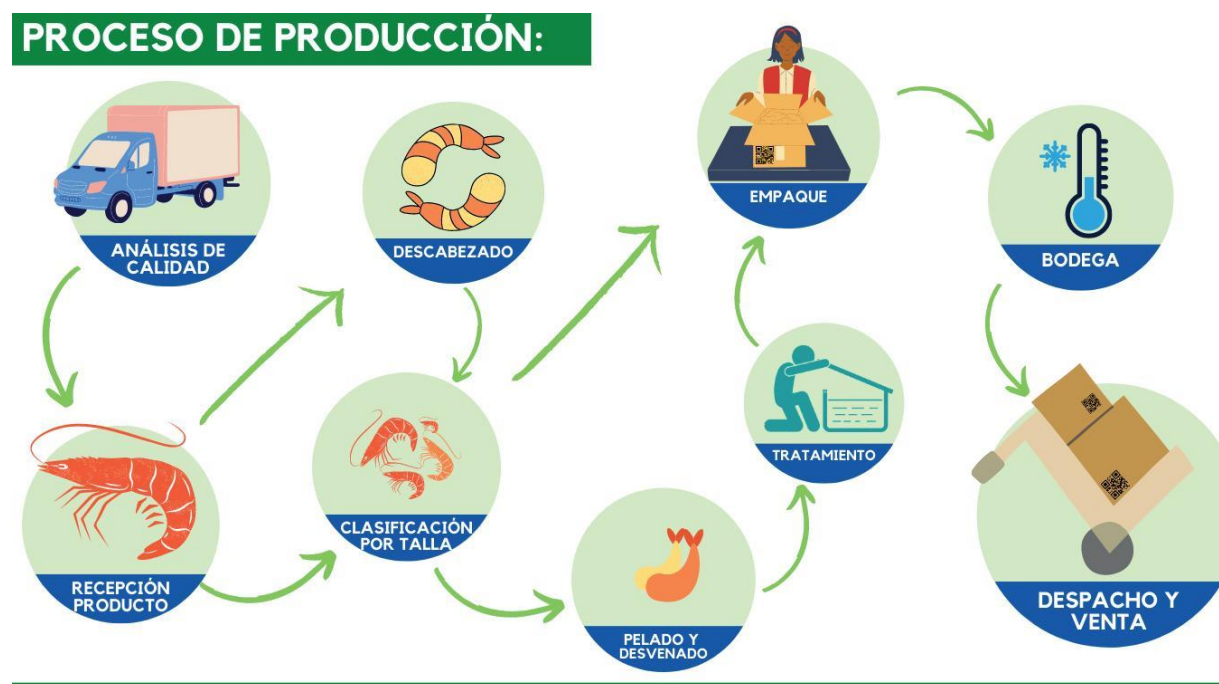 PROCESO DE PRODUCCIÓN:
ANÁLISIS DE
CALIDAD
RECEPCIÓN
PRODUCTO
DESCABEZADO
CLASIFICACIÓN
POR TALLA
PELADO Y
DESVENADO
TRATAMIENTO
EMPAQUE
BODEGA
DESPACHO Y
VENTA